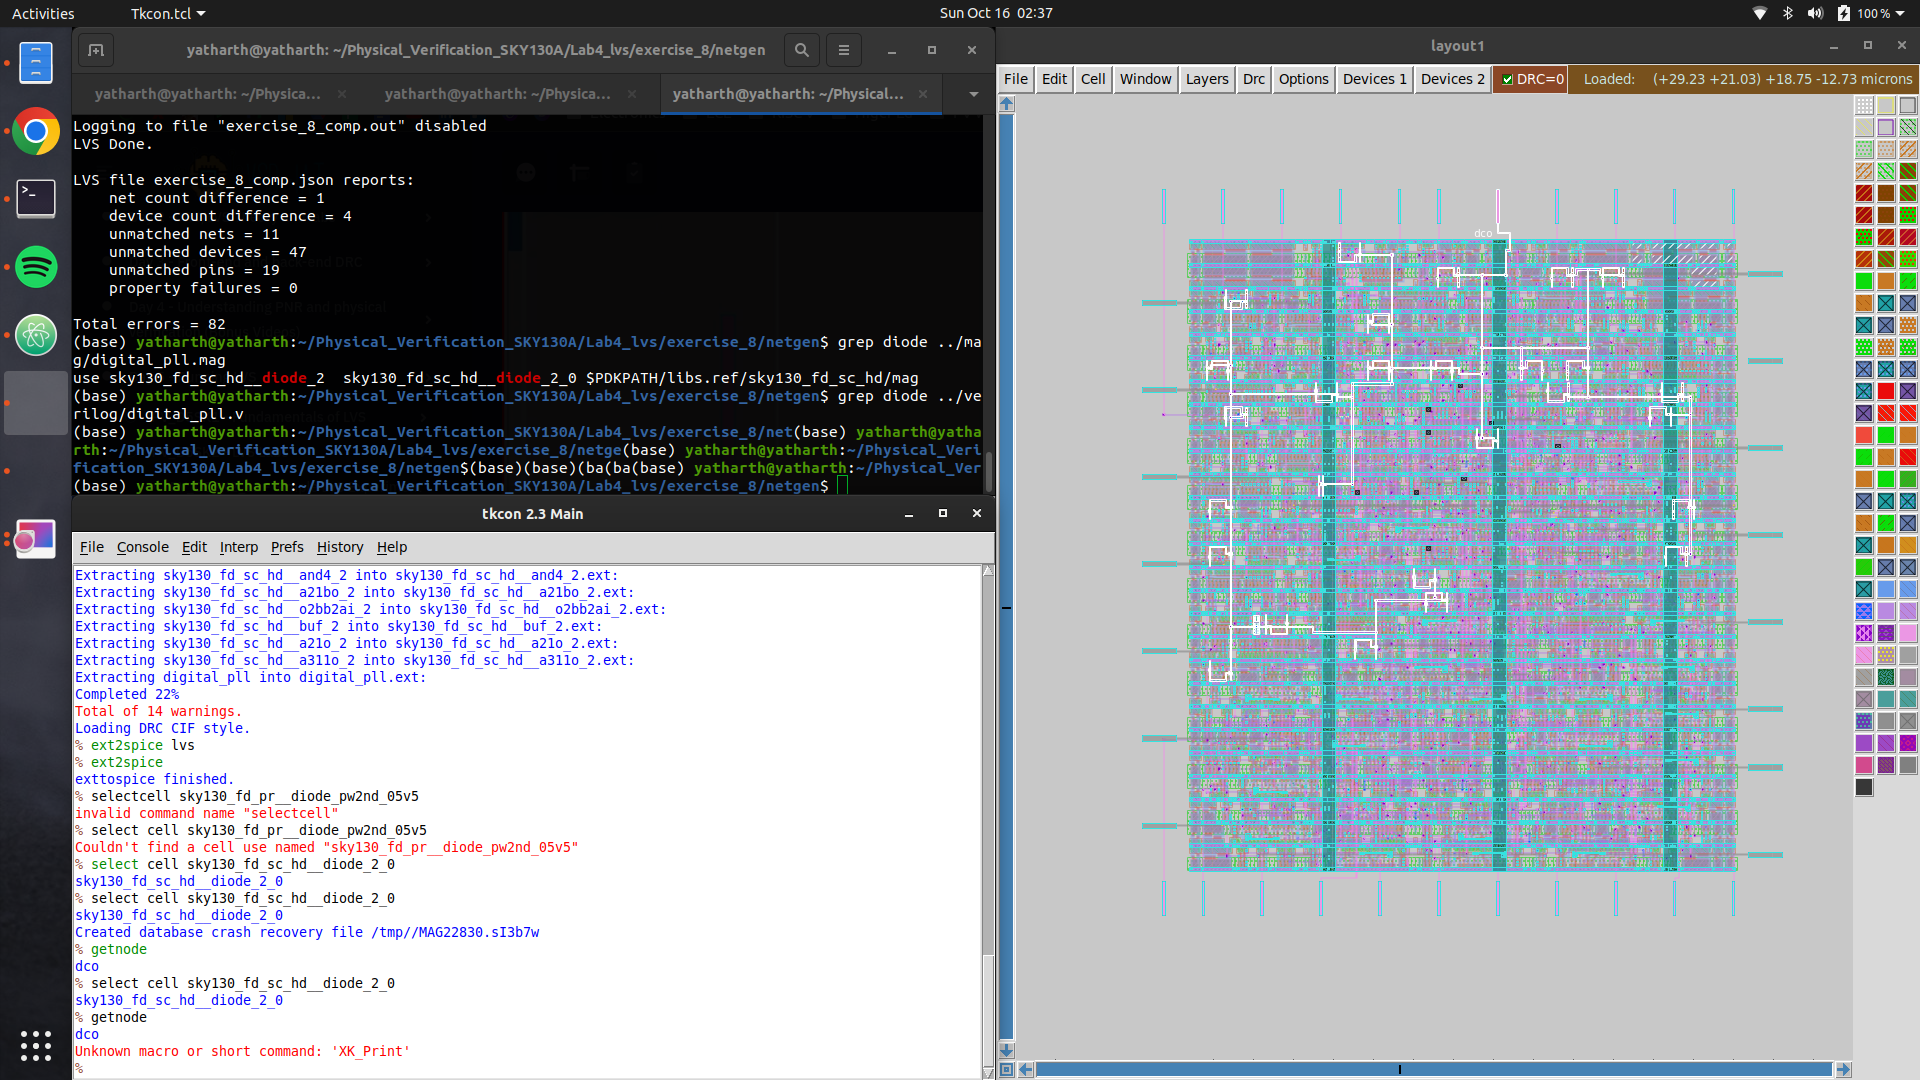 Activities
Tkcon.tcl
Sun Oct 16  02:37
100 %
yatharth@yatharth: ~/Physical_Verification_SKY130A/Lab4_lvs/exercise_8/netgen
yatharth@yatharth: ~/Physica...
yatharth@yatharth: ~/Physica...
yatharth@yatharth: ~/Physical...
Logging to file "exercise_8_comp.out" disabled
LVS Done.
LVS file exercise_8_comp.json reports:
net count difference = 1
device count difference = 4
unmatched nets = 11
unmatched devices = 47
unmatched pins = 19
property failures = 0
Total errors = 82
(base) yatharth@yatharth:~/Physical_Verification_SKY130A/Lab4_lvs/exercise_8/netgen$ grep diode ../ma
g/digital_pll.mag
use sky130_fd_sc_hd__diode_2  sky130_fd_sc_hd__diode_2_0 $PDKPATH/libs.ref/sky130_fd_sc_hd/mag
(base) yatharth@yatharth:~/Physical_Verification_SKY130A/Lab4_lvs/exercise_8/netgen$ grep diode ../ve
rilog/digital_pll.v
(base) yatharth@yatharth:~/Physical_Verification_SKY130A/Lab4_lvs/exercise_8/net(base) yatharth@yatha
rth:~/Physical_Verification_SKY130A/Lab4_lvs/exercise_8/netge(base) yatharth@yatharth:~/Physical_Veri
fication_SKY130A/Lab4_lvs/exercise_8/netgen$(base)(base)(ba(ba(base) yatharth@yatharth:~/Physical_Ver
(base) yatharth@yatharth:~/Physical_Verification_SKY130A/Lab4_lvs/exercise_8/netgen$
tkcon 2.3 Main
File Console Edit Interp Prefs History Help
Extracting sky130_fd_sc_hd__and4_2 into sky130_fd_sc_hd__and4_2.ext:
Extracting sky130_fd_sc_hd__a21bo_2 into sky130_fd_sc_hd__a21bo_2.ext:
Extracting sky130_fd_sc_hd__o2bb2ai_2 into sky130_fd_sc_hd__o2bb2ai_2.ext:
Extracting sky130_fd_sc_hd__buf_2 into sky130_fd_sc_hd__buf_2.ext:
Extracting sky130_fd_sc_hd__a21o_2 into sky130_fd_sc_hd__a21o_2.ext:
Extracting sky130_fd_sc_hd__a311o_2 into sky130_fd_sc_hd__a311o_2.ext:
Extracting digital_pll into digital_pll.ext:
Completed 22%
Total of 14 warnings.
Loading DRC CIF style.
% ext2spice lvs
% ext2spice
exttospice finished.
% selectcell sky130_fd_pr__diode_pw2nd_05v5
invalid command name "selectcell"
% select cell sky130_fd_pr__diode_pw2nd_05v5
Couldn't find a cell use named "sky130_fd_pr__diode_pw2nd_05v5"
% select cell sky130_fd_sc_hd__diode_2_0
sky130_fd_sc_hd__diode_2_0
% select cell sky130_fd_sc_hd__diode_2_0
sky130_fd_sc_hd__diode_2_0
Created database crash recovery file /tmp//MAG22830.sI3b7w
% getnode
dco
% select cell sky130_fd_sc_hd__diode_2_0
sky130_fd_sc_hd__diode_2_0
% getnode
dco
Unknown macro or short command: 'XK_Print'
%
layout1
File Edit Cell Window Layers Drc Options Devices 1 Devices 2 DRC=0 Loaded: (+29.23 +21.03) +18.75 -12.73 microns
dco